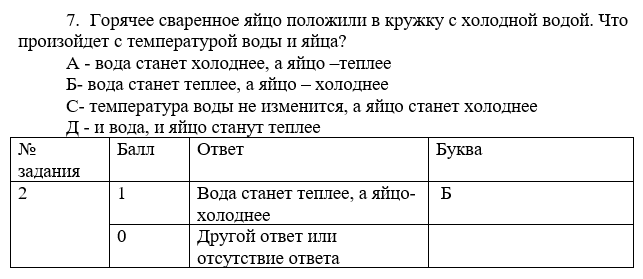 7. Горячее сваренное яйцо положили в кружку с холодной водой. Что
произойдет с температурой воды и яйца?
А - вода станет холоднее, а яйцо –теплее
Б- вода станет теплее, а яйцо – холоднее
С- температура воды не изменится, а яйцо станет холоднее
Д - и вода, и яйцо станут теплее
№ задания Балл Ответ Буква
2 1 Вода станет теплее, а яйцо-
холоднее Б
0 Другой ответ или
отсутствие ответа